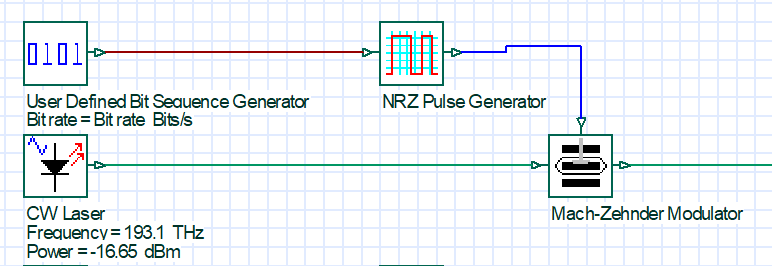 0101
User Defined Bit Sequence Generator
Bit rate = Bit rate Bits/s
NRZ Pulse Generator
CW Laser
Frequency = 193.1 THz
Power = -16.65 dBm
Mach-Zehnder Modulator